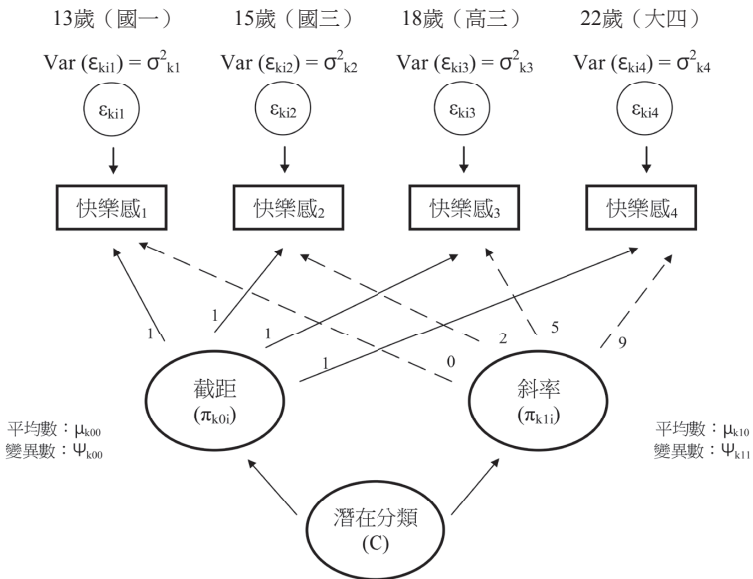 13歲（國一） 15歲（國三） 18歲（高三） 22歲（大四）
Var (εki1) = σ²k1 Var (εki2) = σ²k2 Var (εki3) = σ²k3 Var (εki4) = σ²k4
εki1 εki2 εki3 εki4
快樂感1 快樂感2 快樂感3 快樂感4
1 1 1 1 0 2 5 9
截距
(πk0i)
斜率
(πk1i)
平均數：μk00
變異數：Ψk00
平均數：μk10
變異數：Ψk11
潛在分類
(C)